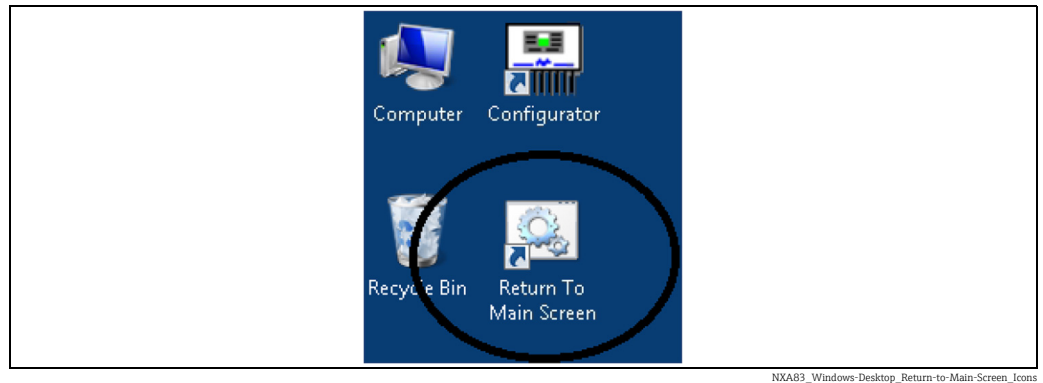 Computer
Configurator
Recycle Bin
Return To
Main Screen
NXA83_Windows-Desktop_Return-to-Main-Screen_Icons